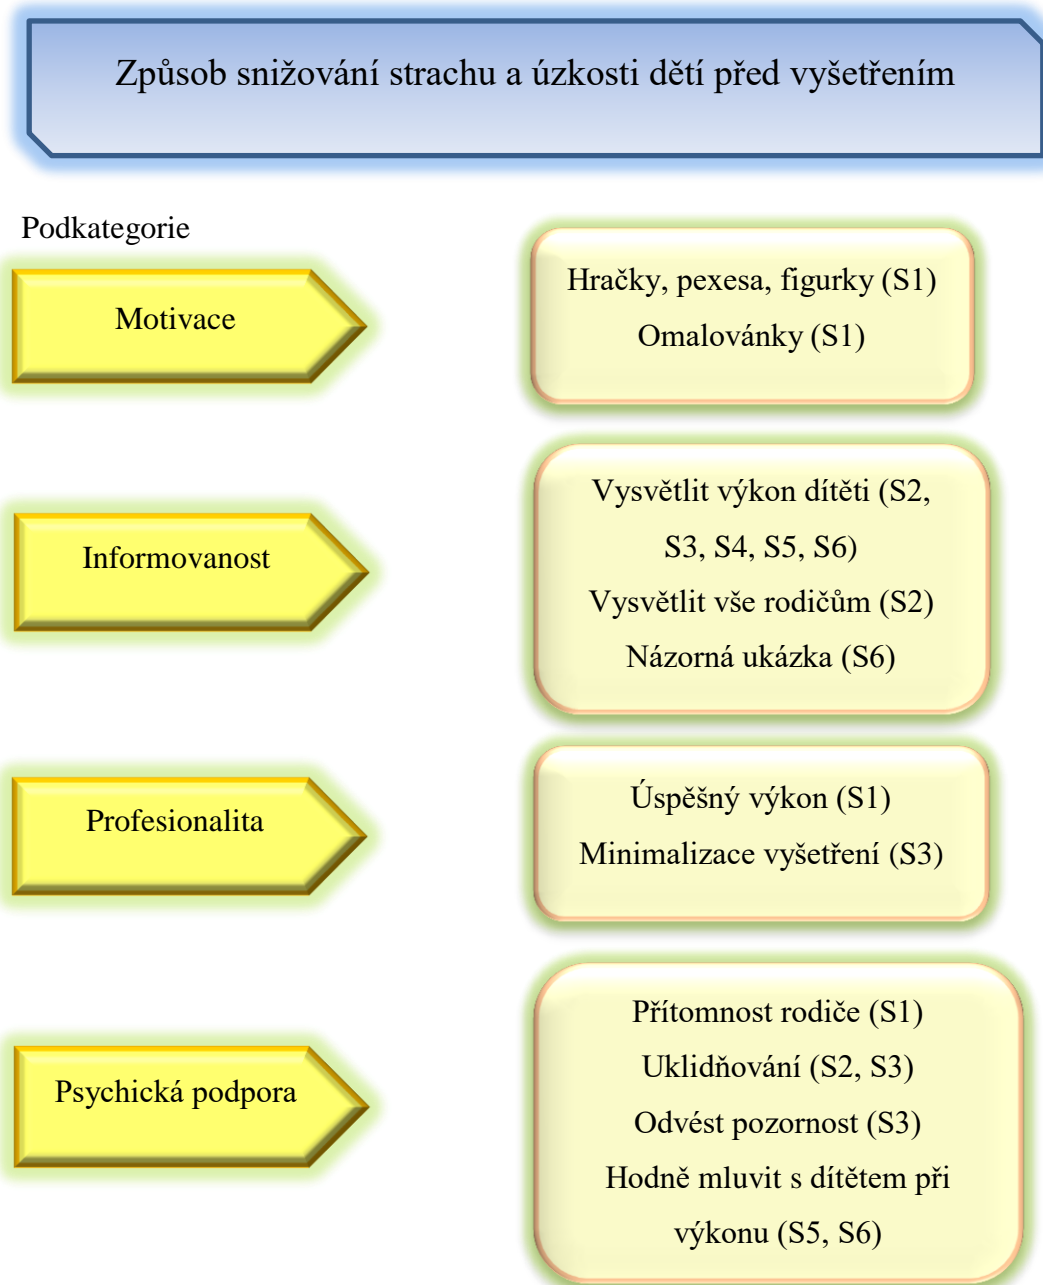 Způsob snižování strachu a úzkosti dětí před vyšetřením
Podkategorie
Motivace
Hračky, pexesa, figurky (S1)
Omalovánky (S1)
Informovanost
Vysvětlit výkon dítěti (S2,
S3, S4, S5, S6)
Vysvětlit vše rodičům (S2)
Názorná ukázka (S6)
Profesionalita
Úspěšný výkon (S1)
Minimalizace vyšetření (S3)
Psychická podpora
Přítomnost rodiče (S1)
Uklidňování (S2, S3)
Odvést pozornost (S3)
Hodně mluvit s dítětem při
výkonu (S5, S6)